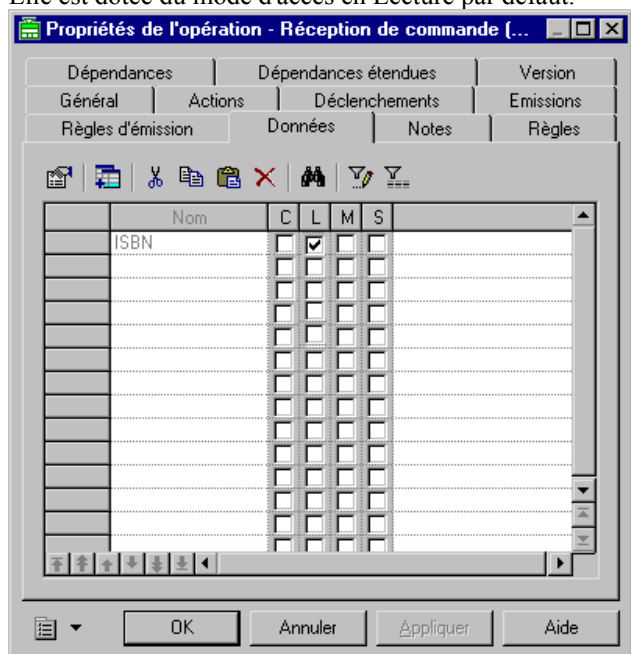 Elle est dotée du mode d'accès en Lecture par défaut.
Propriétés de l'opération - Réception de commande (...
Dépendances Dépendances étendues Version
Général Actions Déclenchements Emissions
Règles d'émission Données Notes Règles
Nom C L M S
ISBN
OK Annuler Appliquer Aide